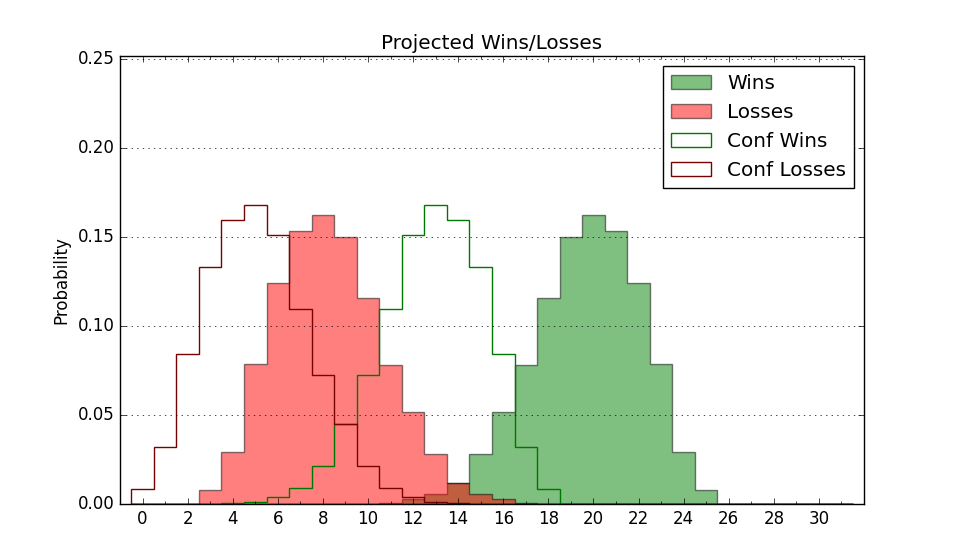 Projected Wins/Losses
0.25
0.20
0.15
0.10
0.05
0.00
Probability
Wins
Losses
Conf Wins
Conf Losses
0 2 4 6 8 10 12 14 16 18 20 22 24 26 28 30